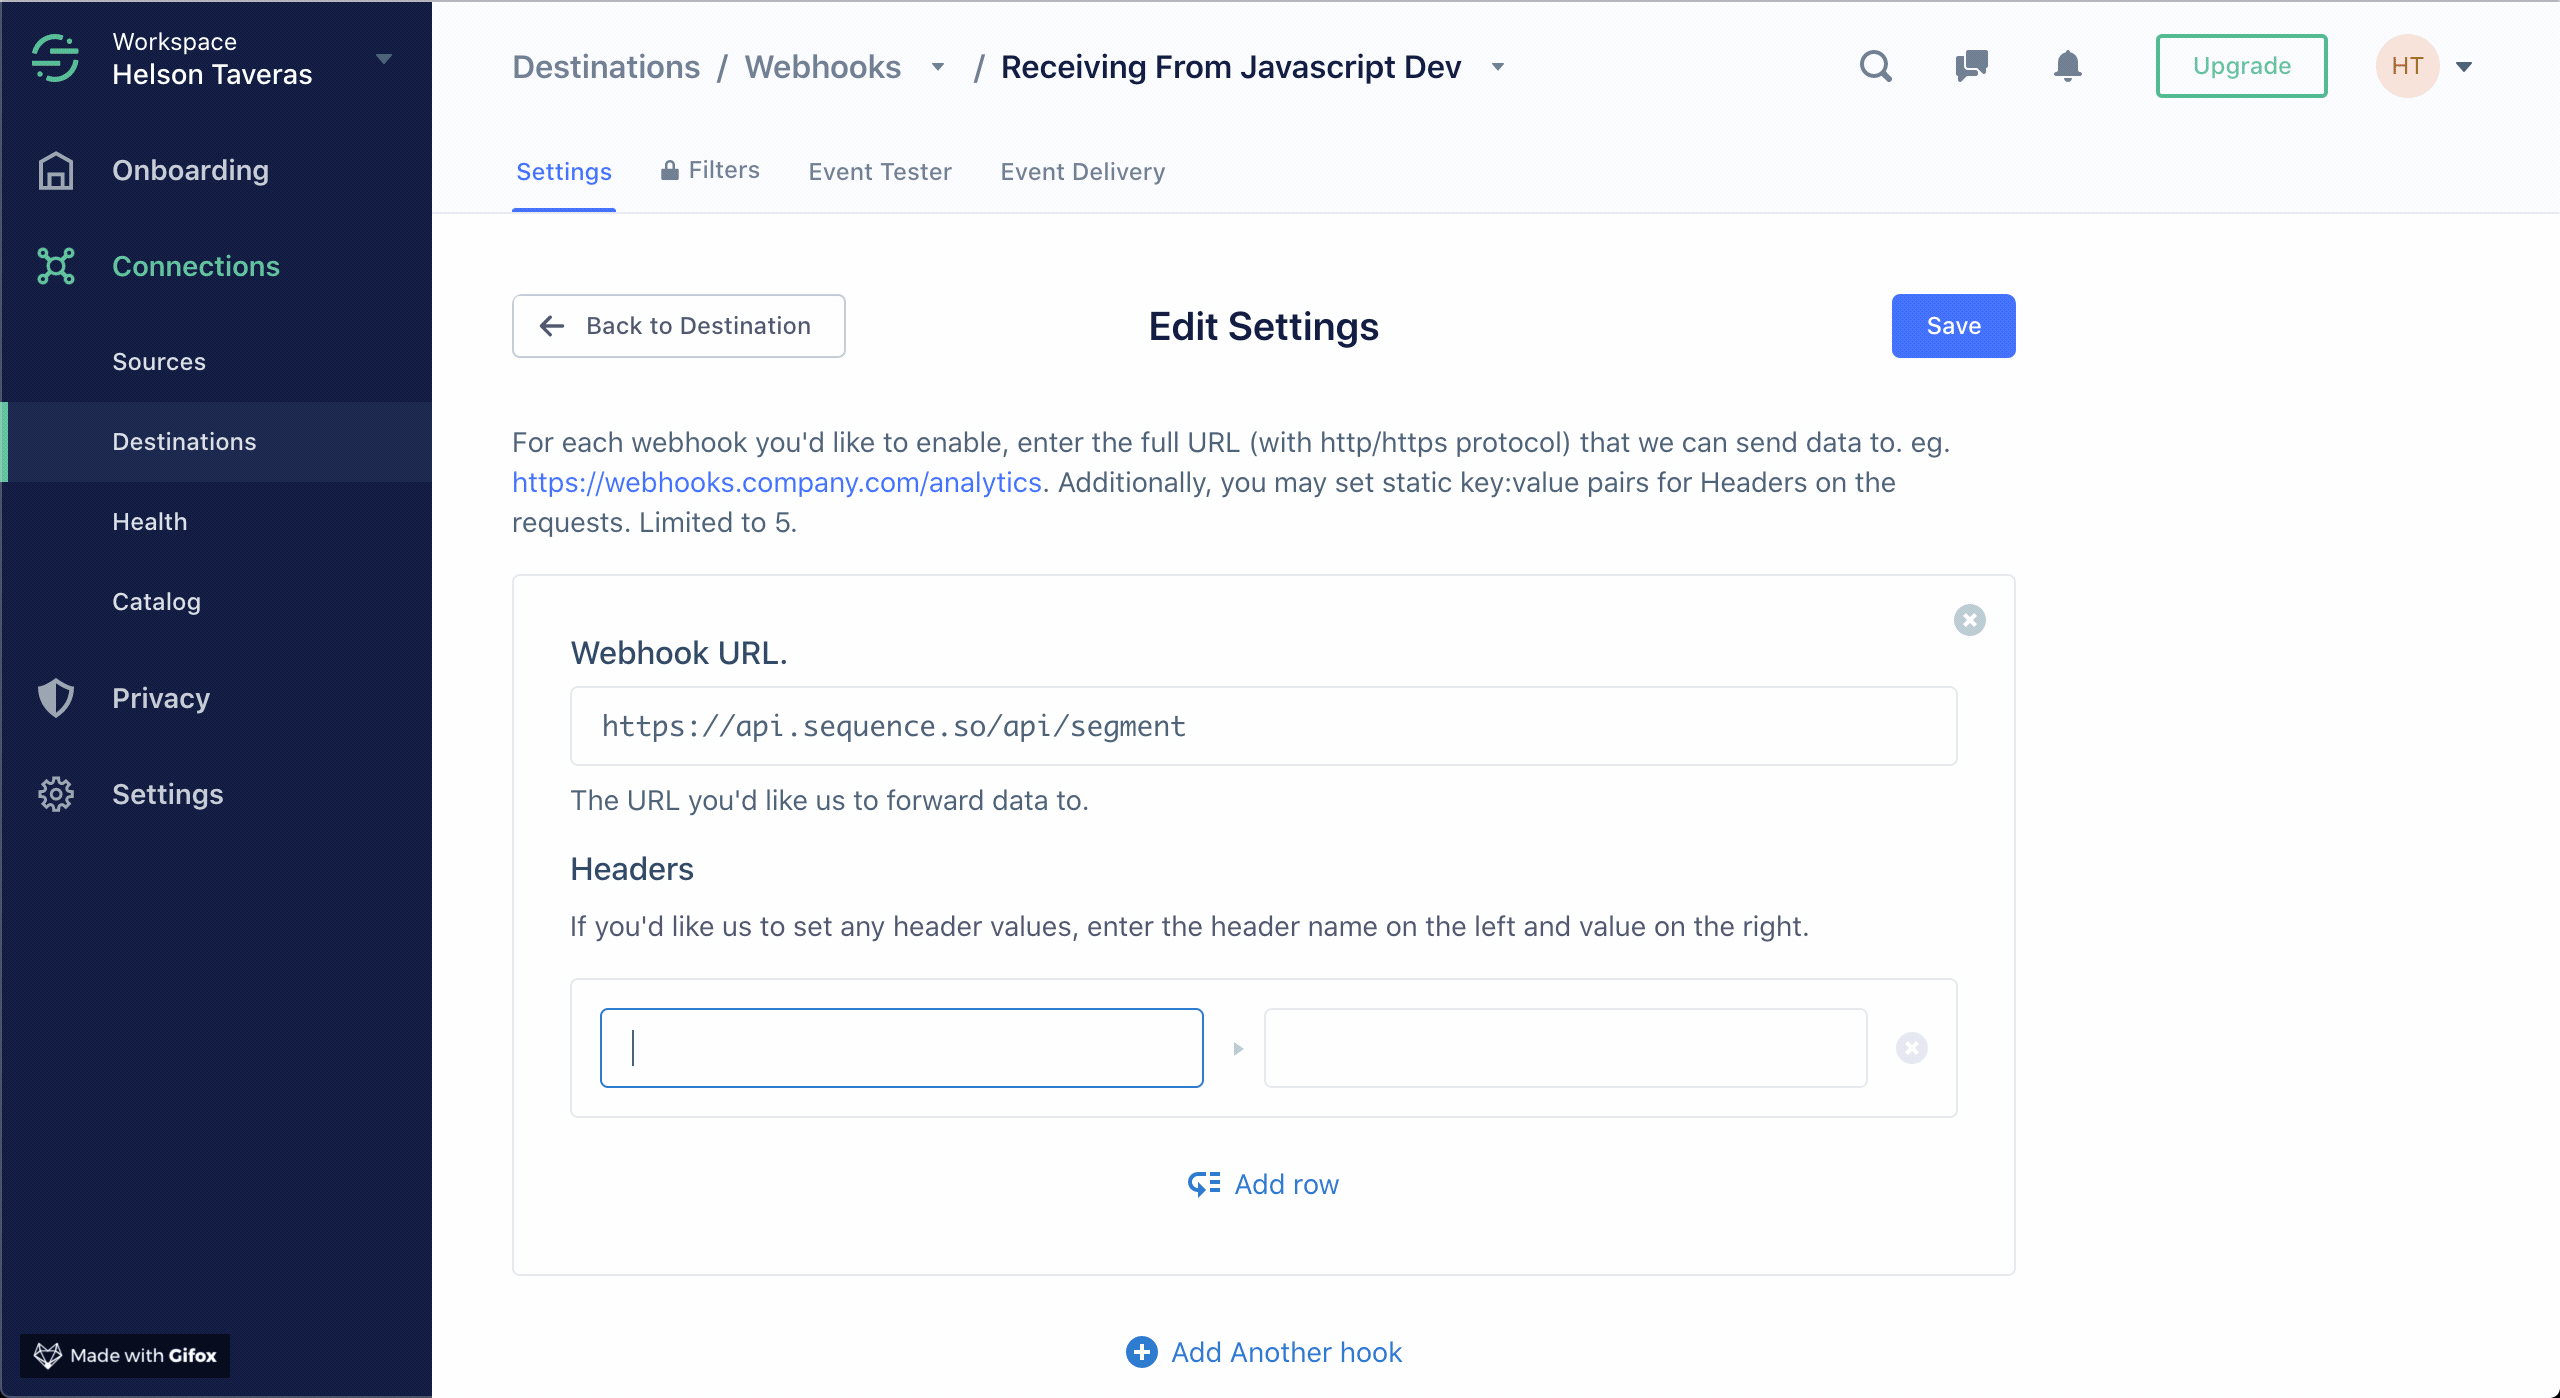 Workspace
Helson Taveras
Onboarding
Connections
Sources
Destinations
Health
Catalog
Privacy
Settings
Made with Gifox
Destinations / Webhooks / Receiving From Javascript Dev
Upgrade
HT
Settings
Filters
Event Tester
Event Delivery
Back to Destination
Edit Settings
Save
For each webhook you'd like to enable, enter the full URL (with http/https protocol) that we can send data to. eg.
https://webhooks.company.com/analytics. Additionally, you may set static key:value pairs for Headers on the
requests. Limited to 5.
Webhook URL.
https://api.sequence.so/api/segment
The URL you'd like us to forward data to.
Headers
If you'd like us to set any header values, enter the header name on the left and value on the right.
Add row
Add Another hook